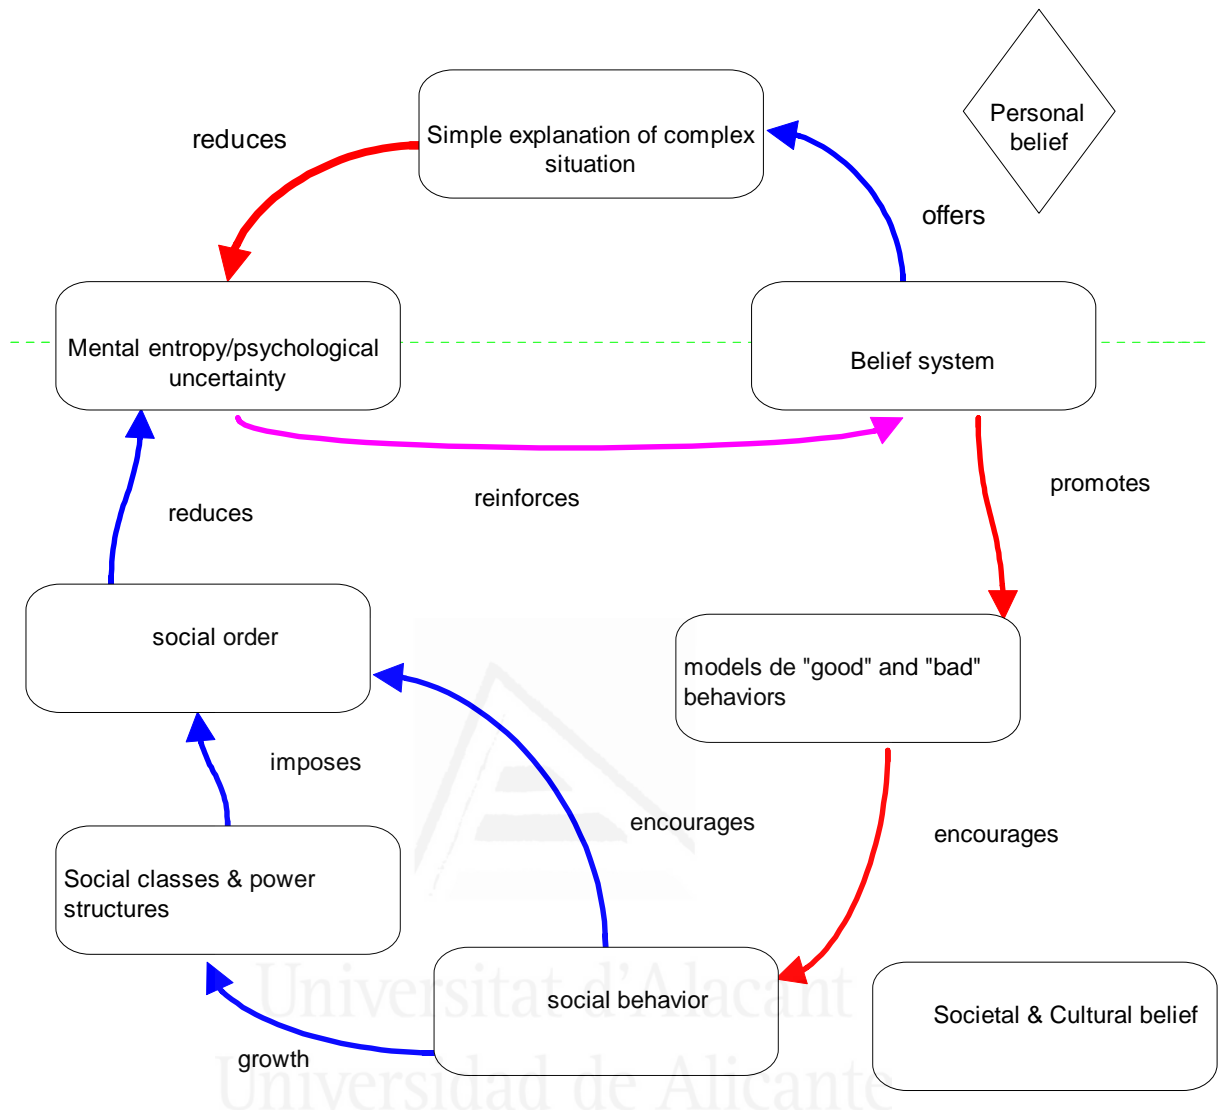 Personal
belief
Simple explanation of complex
situation
reduces
offers
Mental entropy/psychological
uncertainty
Belief system
reinforces
promotes
reduces
social order
models de "good" and "bad"
behaviors
imposes
encourages
encourages
Social classes & power
structures
social behavior
Societal & Cultural belief
growth
Universitat d'Alacant
Universidad de Alicante